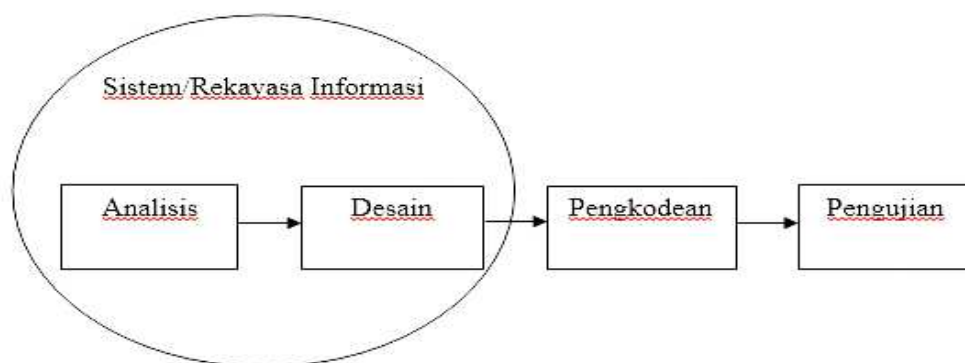 Sistem/Rekayasa Informasi
Analisis
Desain
Pengkodean
Pengujian